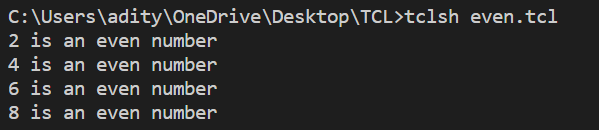 C:\Users\adity\OneDrive\Desktop\TCL>tclsh even.tcl
2 is an even number
4 is an even number
6 is an even number
8 is an even number